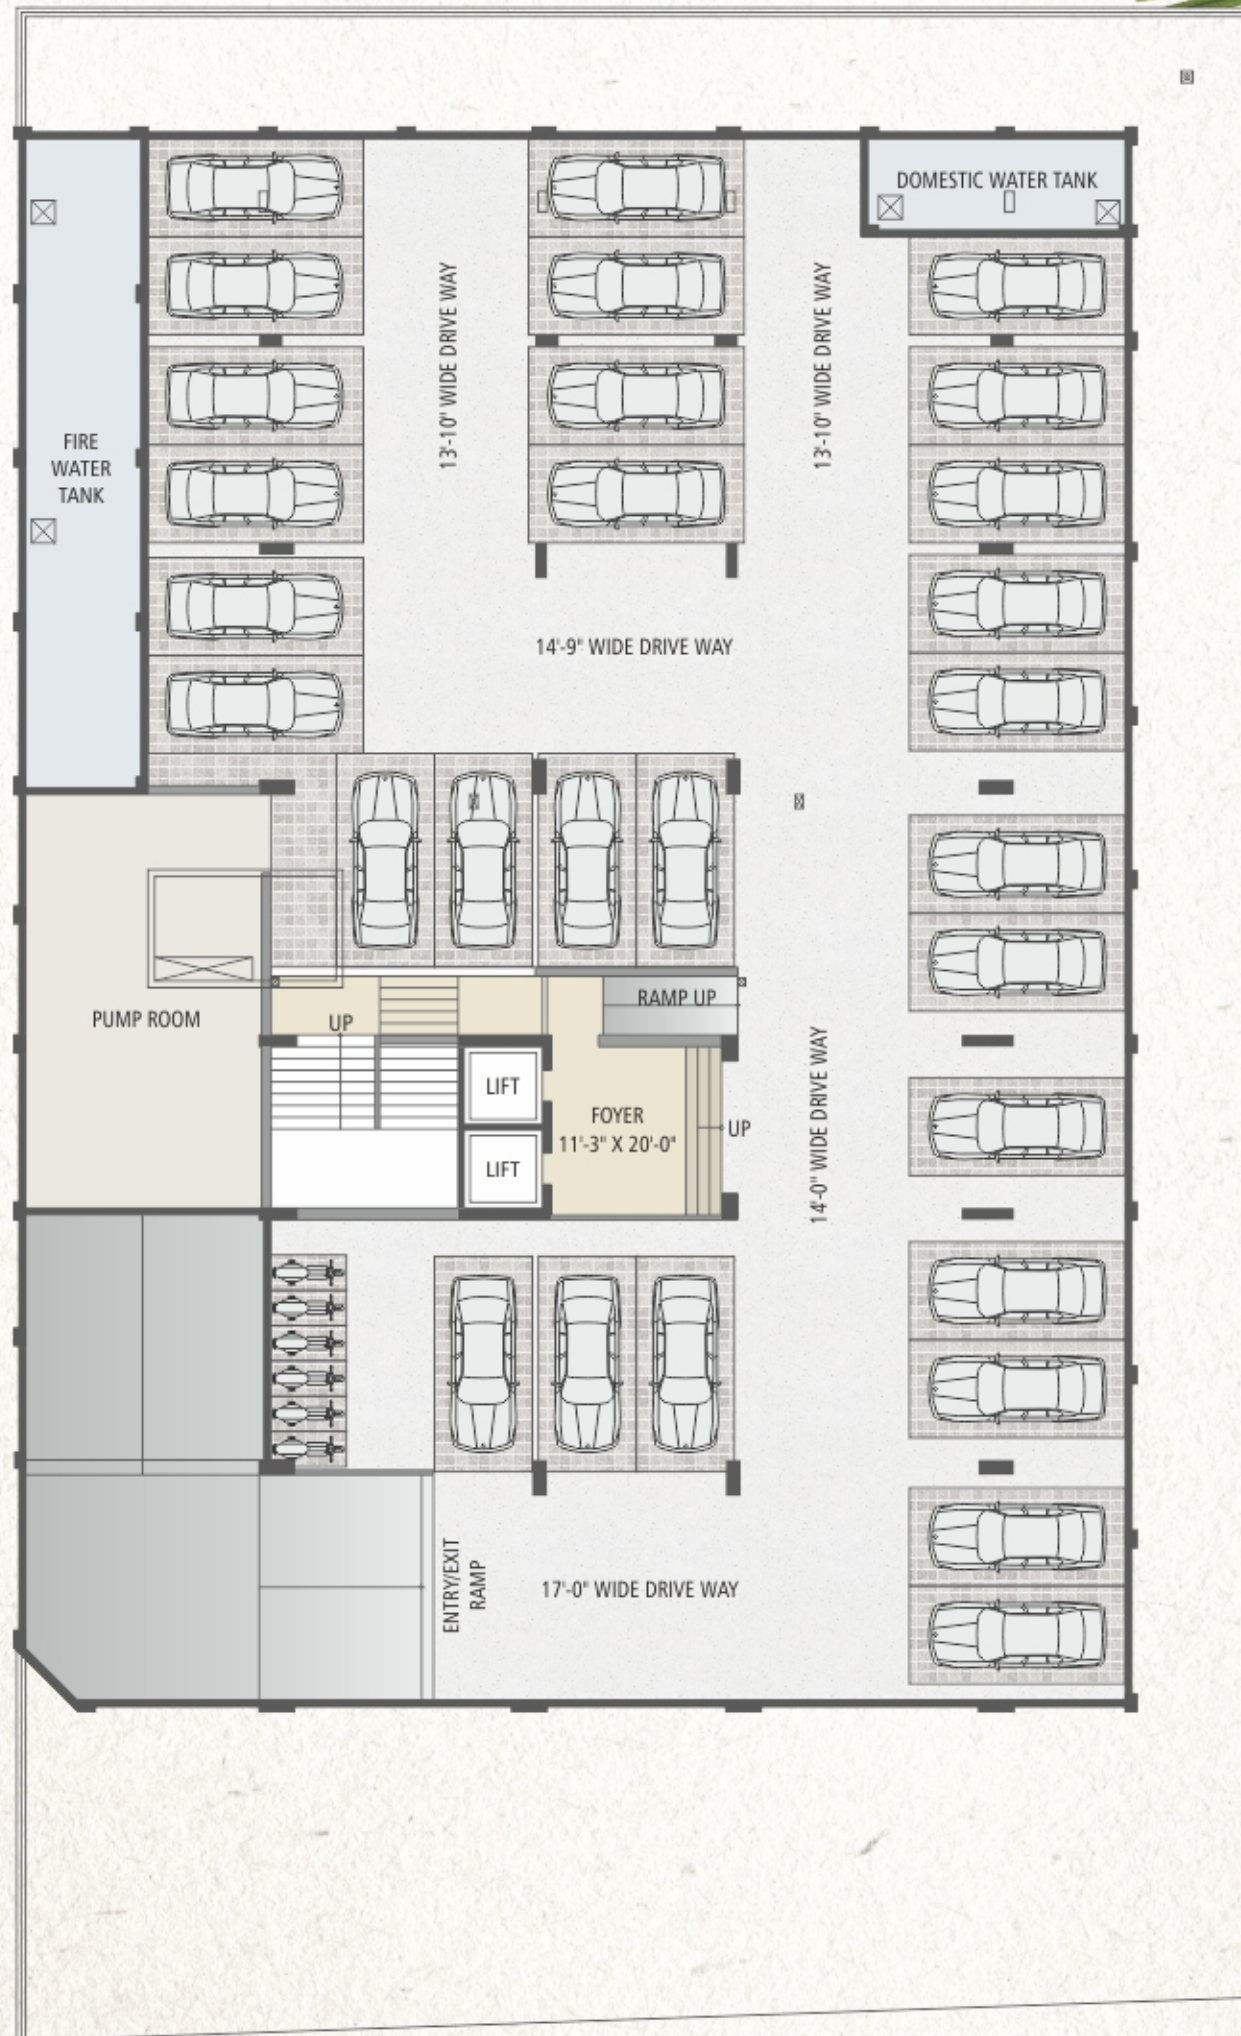 DOMESTIC WATER TANK
13'-10" WIDE DRIVE WAY
13'-10" WIDE DRIVE WAY
FIRE
WATER
TANK
14'-9" WIDE DRIVE WAY
RAMP UP
PUMP ROOM
UP
LIFT
FOYER
11'-3" X 20'-0"
UP
LIFT
14'-0" WIDE DRIVE WAY
ENTRY/EXIT
RAMP
17'-0" WIDE DRIVE WAY